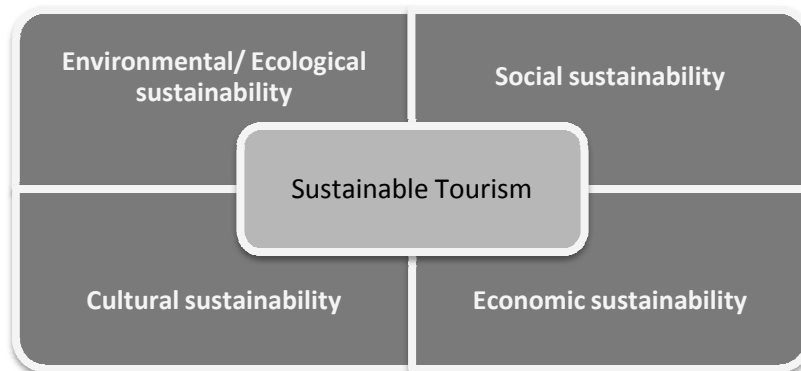 Environmental/ Ecological
sustainability
Social sustainability
Sustainable Tourism
Cultural sustainability
Economic sustainability